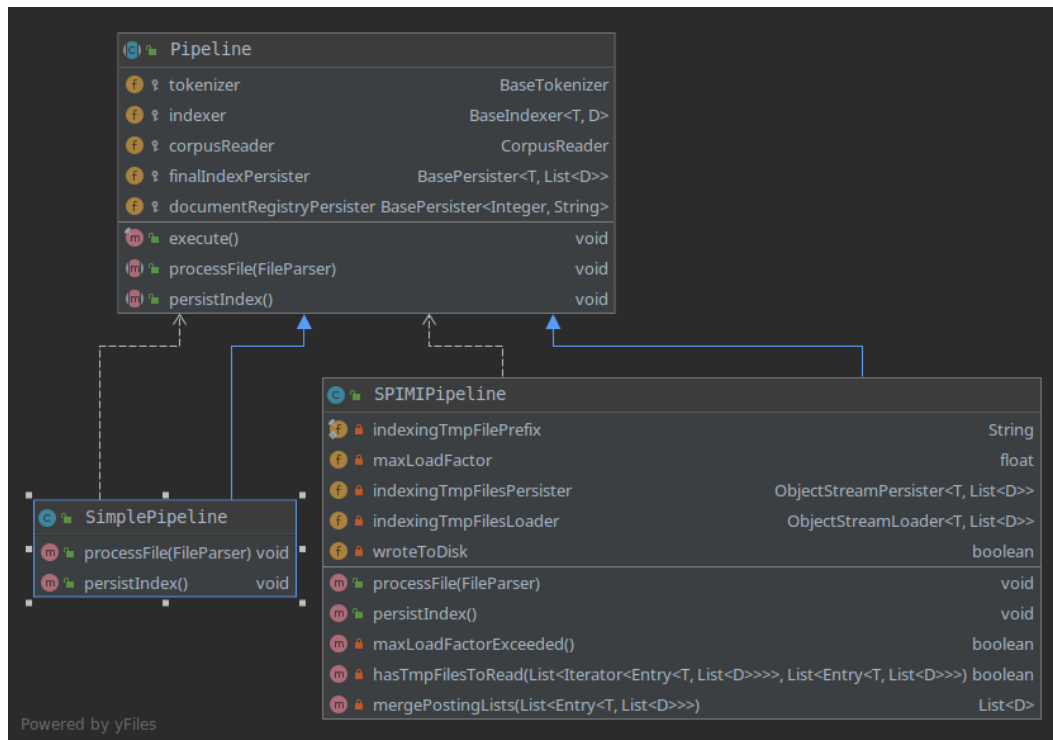 Pipeline
tokenizer BaseTokenizer
indexer BaseIndexer<T, D>
corpusReader CorpusReader
finalIndexPersister BasePersister<T, List<D>>
documentRegistryPersister BasePersister<Integer, String>
execute() void
processFile(FileParser) void
persistIndex() void
SPIMIPipeline
indexingTmpFilePrefix String
maxLoadFactor float
indexingTmpFilesPersister ObjectStreamPersister<T, List<D>>
indexingTmpFilesLoader ObjectStreamLoader<T, List<D>>
wroteToDisk boolean
processFile(FileParser) void
persistIndex() void
maxLoadFactorExceeded() boolean
hasTmpFilesToRead(List<Iterator<Entry<T, List<D>>>>, List<Entry<T, List<D>>>) boolean
mergePostingLists(List<Entry<T, List<D>>>) List<D>
SimplePipeline
processFile(FileParser) void
persistIndex() void
Powered by yFiles